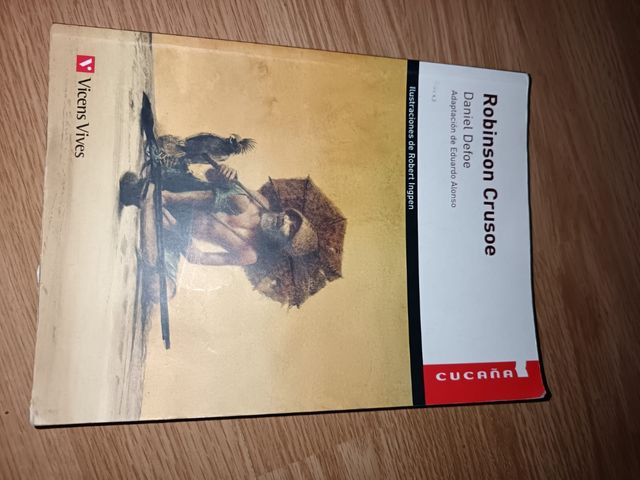 Robinson Crusoe
Daniel Defoe
Adaptación de Eduardo Alonso
CUCAÑA
Ilustraciones de Robert Ingpen
Vicens Vives